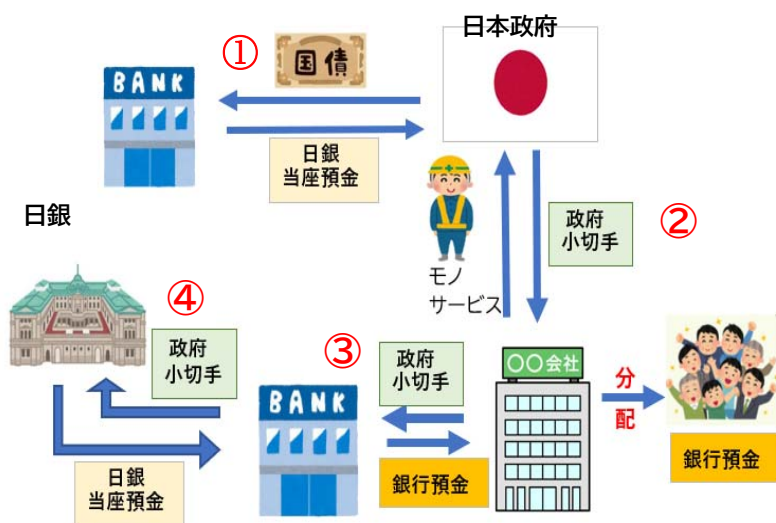 日本政府
①
国債
BANK
日銀
当座預金
日銀
政府
小切手
②
モノ
サービス
④
政府
小切手
③
政府
小切手
〇〇会社
分
配
BANK
日銀
当座預金
銀行預金
銀行預金